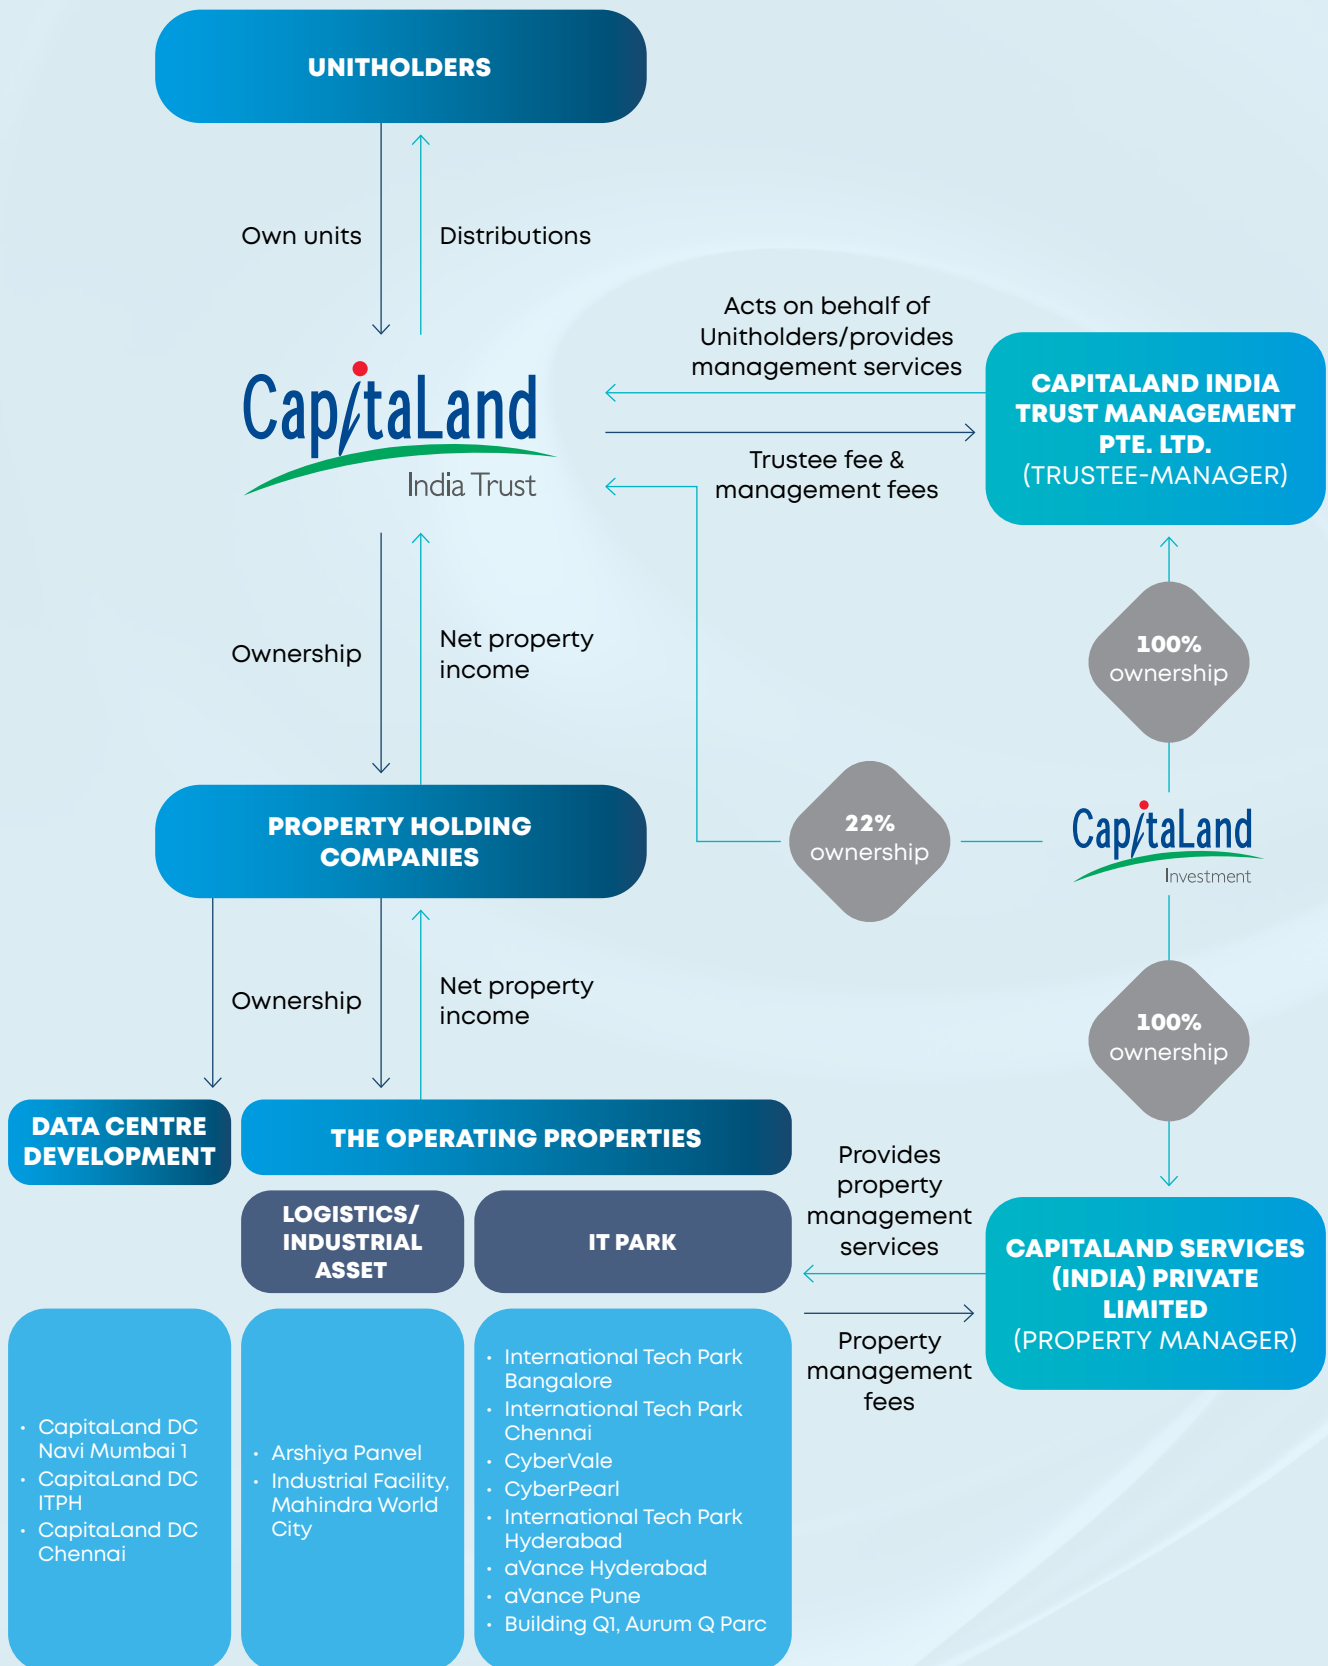 UNITHOLDERS
Own units
Distributions
CapitaLand
India Trust
Acts on behalf of
Unitholders/provides
management services
Trustee fee &
management fees
CAPITALAND INDIA
TRUST MANAGEMENT
PTE. LTD.
(TRUSTEE-MANAGER)
Ownership
Net property
income
100%
ownership
PROPERTY HOLDING
COMPANIES
22%
ownership
CapitaLand
Investment
Ownership
Net property
income
100%
ownership
DATA CENTRE
DEVELOPMENT
THE OPERATING PROPERTIES
LOGISTICS/
INDUSTRIAL
ASSET
IT PARK
Provides
property
management
services
Property
management
fees
CAPITALAND SERVICES
(INDIA) PRIVATE
LIMITED
(PROPERTY MANAGER)
• CapitaLand DC
Navi Mumbai 1
• CapitaLand DC
ITPH
• CapitaLand DC
Chennai
• Arshiya Panvel
• Industrial Facility,
Mahindra World
City
• International Tech Park
Bangalore
• International Tech Park
Chennai
• CyberVale
• CyberPearl
• International Tech Park
Hyderabad
• aVance Hyderabad
• aVance Pune
• Building Q1, Aurum Q Parc